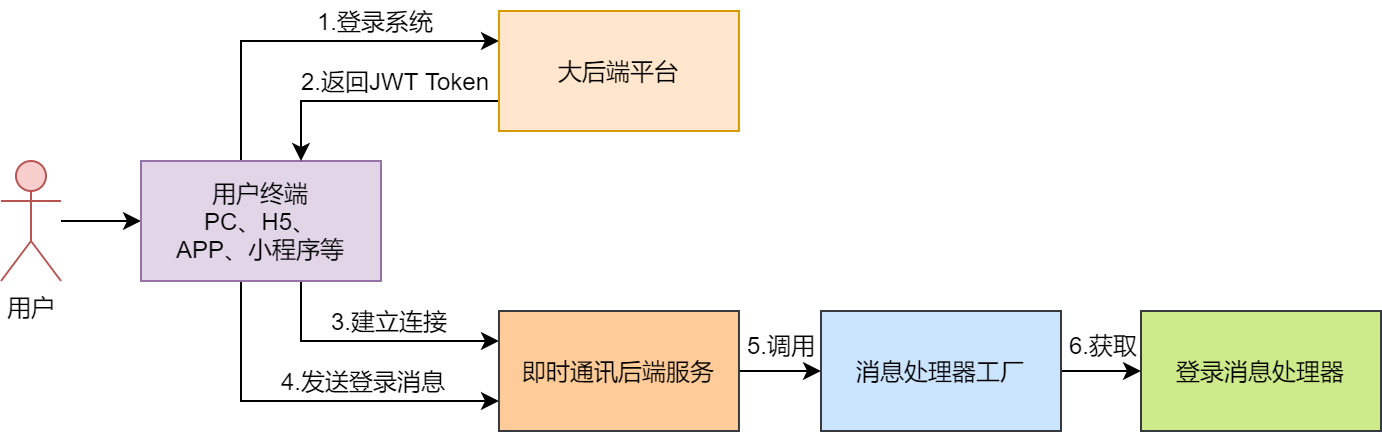 1.登录系统
大后端平台
2.返回JWT Token
用户终端
PC、H5、
APP、小程序等
用户
3.建立连接
4.发送登录消息
即时通讯后端服务
5.调用
消息处理器工厂
6.获取
登录消息处理器